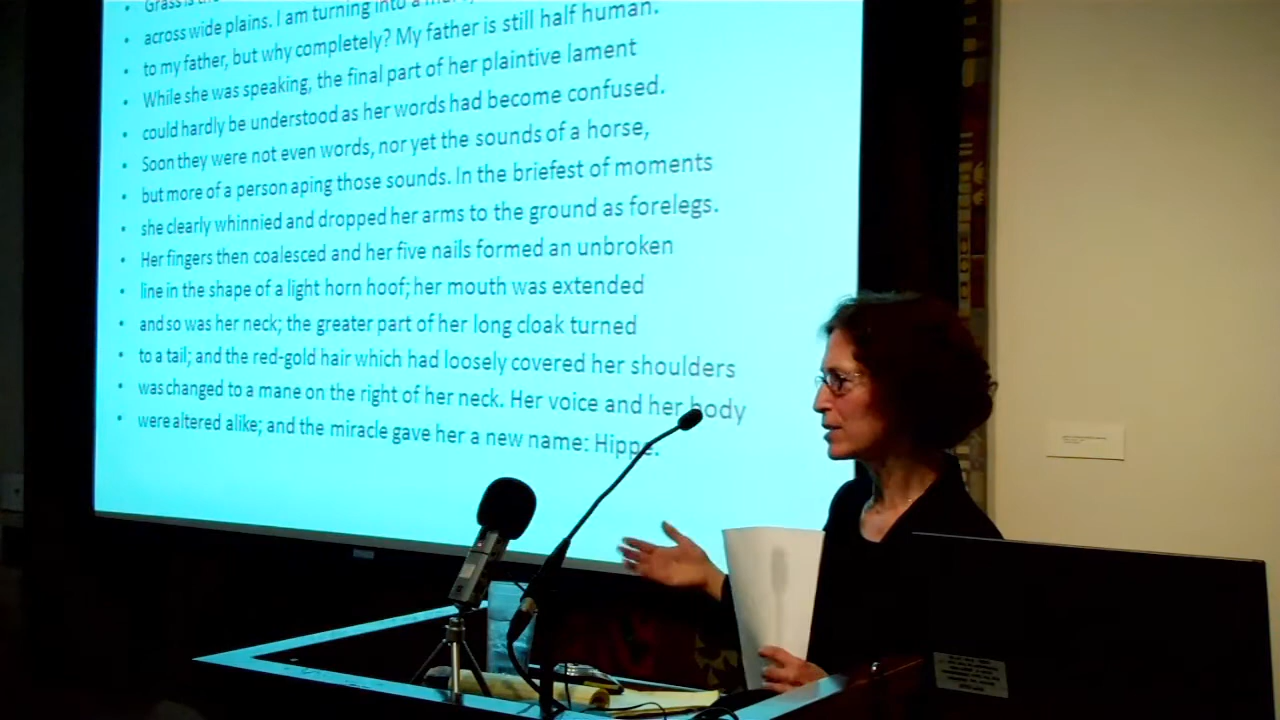 • Grass is the
• across wide plains. I am turning into a
• to my father, but why completely? My father is still half human.
• While she was speaking, the final part of her plaintive lament
• could hardly be understood as her words had become confused.
• Soon they were not even words, nor yet the sounds of a horse,
• but more of a person aping those sounds. In the briefest of moments
• she clearly whinnied and dropped her arms to the ground as forelegs.
• Her fingers then coalesced and her five nails formed an unbroken
• line in the shape of a light horn hoof; her mouth was extended
• and so was her neck; the greater part of her long cloak turned
• to a tail; and the red-gold hair which had loosely covered her shoulders
• was changed to a mane on the right of her neck. Her voice and her body
• were altered alike; and the miracle gave her a new name: Hippe.